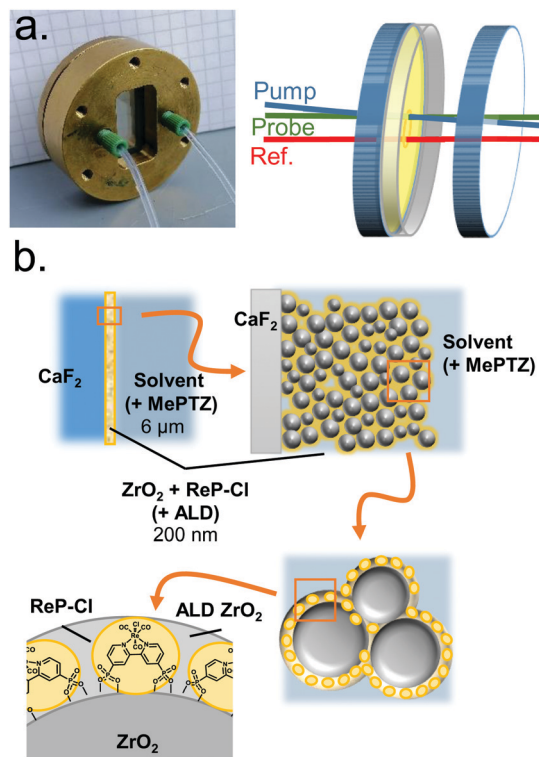 a.
Pump
Probe
Ref.
b.
CaF2
Solvent
(+ MePTZ)
6 µm
CaF2
Solvent
(+ MePTZ)
ZrO2 + ReP-Cl
(+ ALD)
200 nm
ReP-Cl
ALD ZrO2
ZrO2